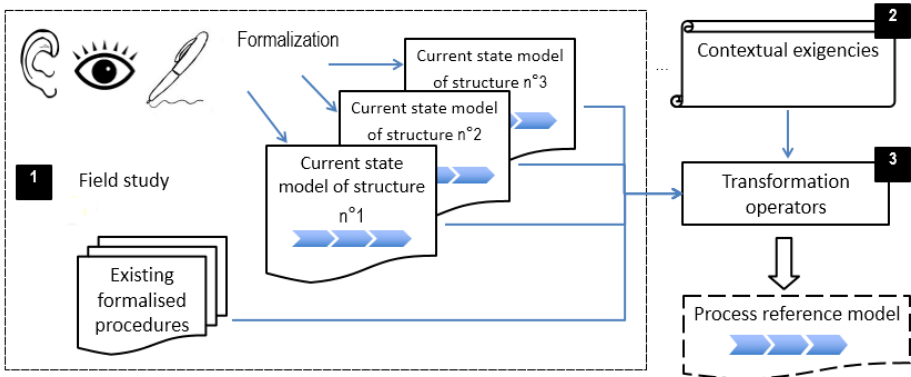 Formalization
Current state model
of structure n°3
Current state model
of structure n°2
Current state
model of structure
n°1
1
Field study
Existing
formalised
procedures
...
2
Contextual exigencies
3
Transformation
operators
Process reference model